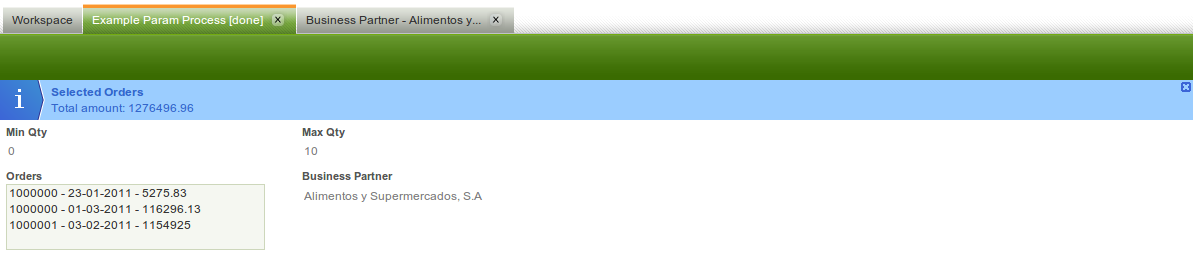 Workspace
Example Param Process [done]
Business Partner - Alimentos y...
Selected Orders
Total amount: 1276496.96
Min Qty
Max Qty
0
10
Orders
Business Partner
1000000 - 23-01-2011 - 5275.83
1000000 - 01-03-2011 - 116296.13
1000001 - 03-02-2011 - 1154925
Alimentos y Supermercados, S.A